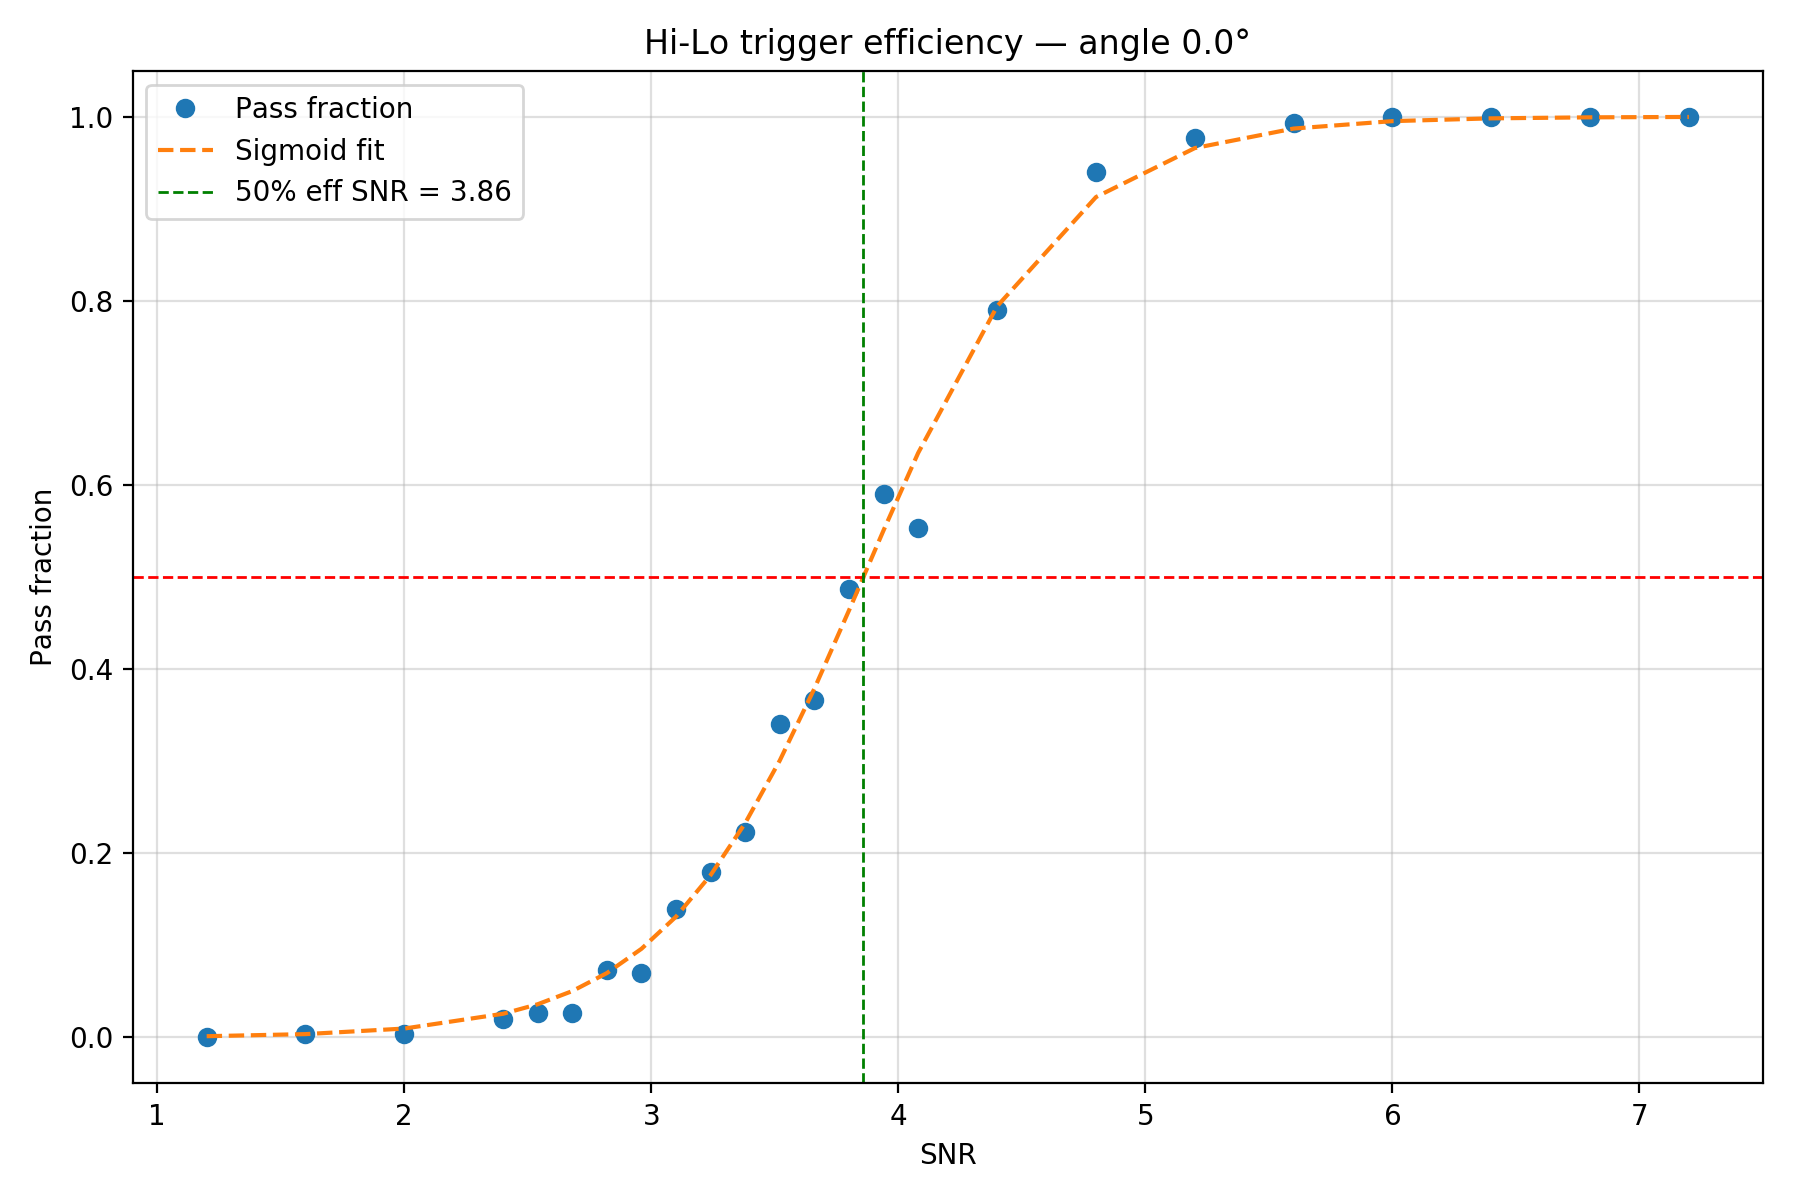 Hi-Lo trigger efficiency — angle 0.0°
Pass fraction
Sigmoid fit
50% eff SNR = 3.86
Pass fraction
1.0
0.8
0.6
0.4
0.2
0.0
1 2 3 4 5 6 7
SNR